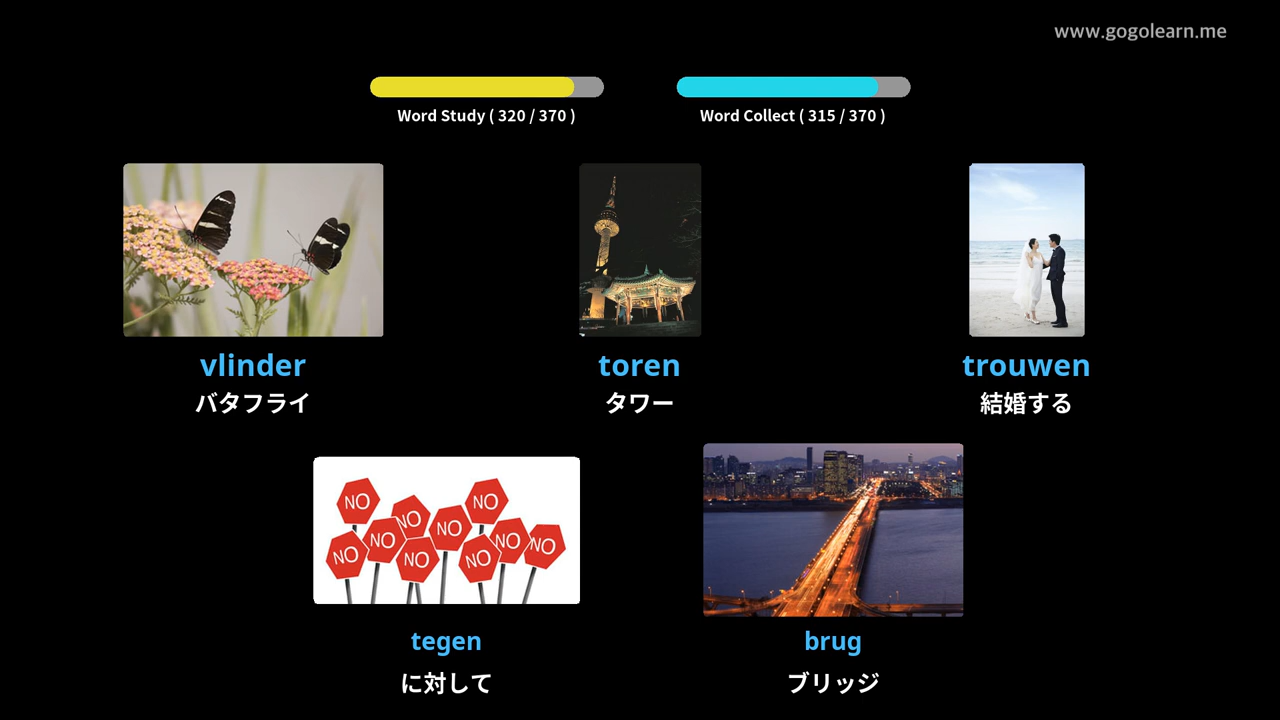 www.gogolearn.me
Word Study ( 320 / 370 )
Word Collect ( 315 / 370 )
vlinder
バタフライ
toren
タワー
trouwen
結婚する
NO
NO
NO
NO
NO
NO
NO
NO
NO
NO
tegen
に対して
brug
ブリッジ